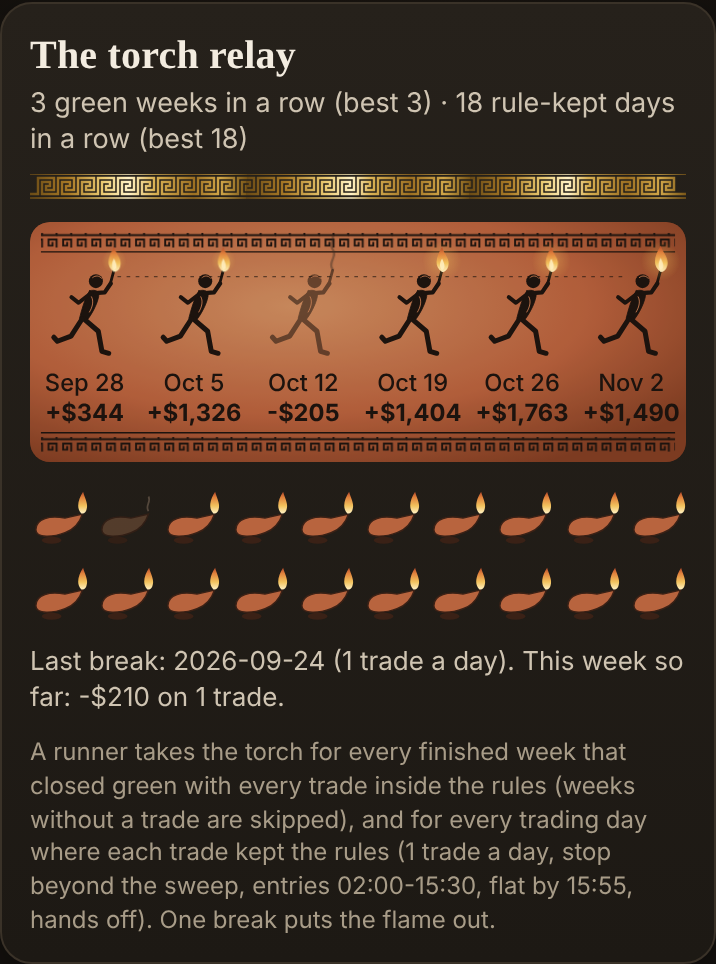 The torch relay
3 green weeks in a row (best 3) · 18 rule-kept days
in a row (best 18)
Sep 28 Oct 5 Oct 12 Oct 19 Oct 26 Nov 2
+$344 +$1,326 -$205 +$1,404 +$1,763 +$1,490
Last break: 2026-09-24 (1 trade a day). This week so
far: -$210 on 1 trade.
A runner takes the torch for every finished week that
closed green with every trade inside the rules (weeks
without a trade are skipped), and for every trading day
where each trade kept the rules (1 trade a day, stop
beyond the sweep, entries 02:00-15:30, flat by 15:55,
hands off). One break puts the flame out.